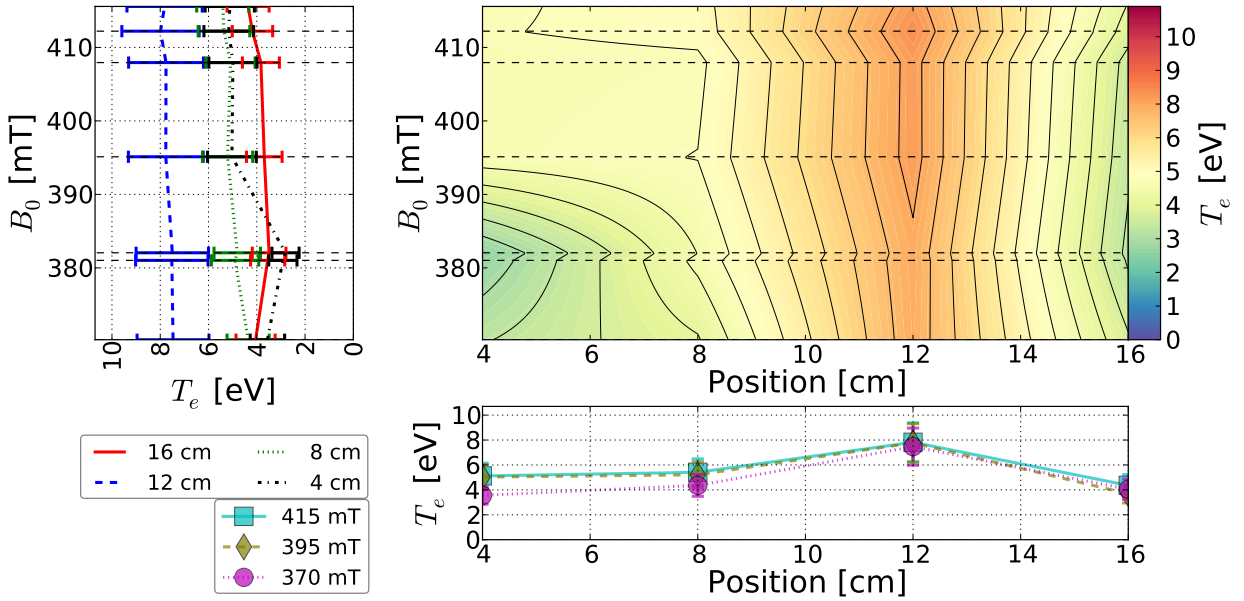 410
400
390
380
B0 [mT]
10 8 6 4 2 0
Te [eV]
410
400
390
380
B0 [mT]
4 6 8 10 12 14 16
Position [cm]
10
9
8
7
6
5
4
3
2
1
0
Te [eV]
16 cm
12 cm
8 cm
4 cm
415 mT
395 mT
370 mT
10
8
6
4
2
0
Te [eV]
4 6 8 10 12 14 16
Position [cm]